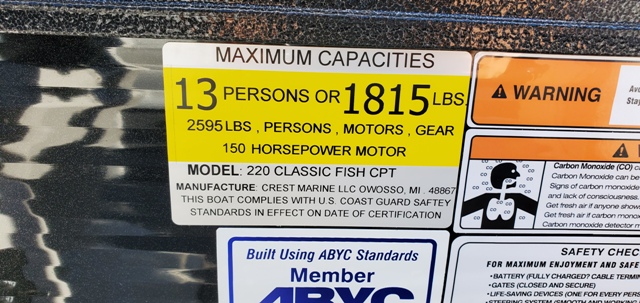 MAXIMUM CAPACITIES
13 PERSONS OR 1815 LBS.
2595 LBS , PERSONS , MOTORS , GEAR
150 HORSEPOWER MOTOR
MODEL: 220 CLASSIC FISH CPT
MANUFACTURE: CREST MARINE LLC OWOSSO, MI . 48867
THIS BOAT COMPLIES WITH U.S. COAST GUARD SAFTEY
STANDARDS IN EFFECT ON DATE OF CERTIFICATION
Built Using ABYC Standards
Member
ABYC
WARNING
Stay
Carbon Monoxide (CO)
Carbon Monoxide can be
Signs of carbon monoxide
and lack of consciousness.
Get fresh air if anyone show
Get fresh air if carbon mono
Carbon monoxide detector m
SAFETY CHEC
FOR MAXIMUM ENJOYMENT AND SAFE
• BATTERY (FULLY CHARGED? CABLE TERMIN
• GATES (CLOSED AND SECURE)
• LIFE-SAVING DEVICES (ONE FOR EVERY PERS